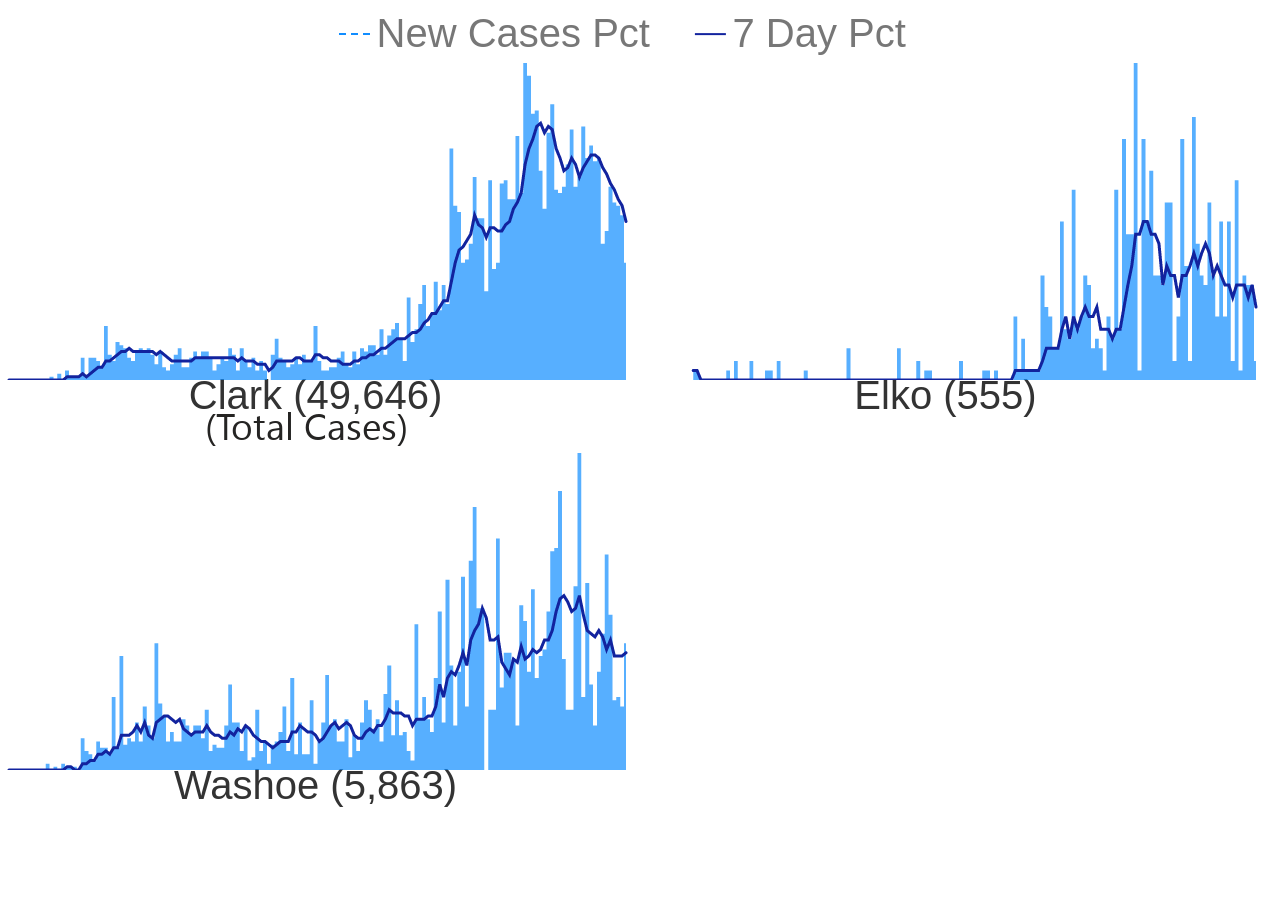 New Cases Pct 7 Day Pct
Clark (49,646)
(Total Cases)
Elko (555)
Washoe (5,863)